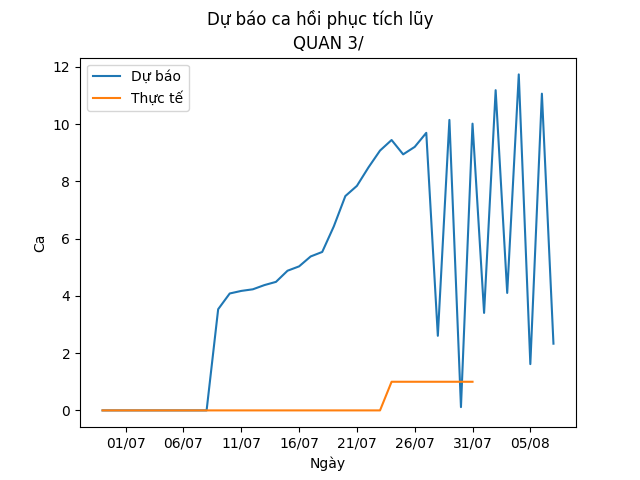 Dự báo ca hồi phục tích lũy
QUAN 3/
Dự báo
Thực tế
12
10
8
6
4
2
0
Ca
01/07 06/07 11/07 16/07 21/07 26/07 31/07 05/08
Ngày